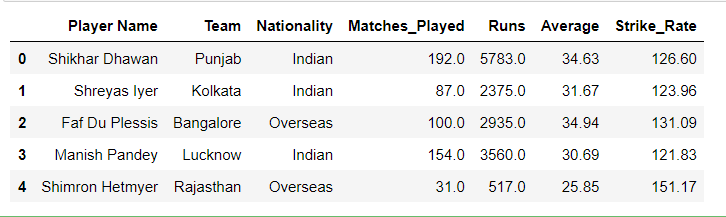 Player Name Team Nationality Matches_Played Runs Average Strike_Rate
0 Shikhar Dhawan Punjab Indian 192.0 5783.0 34.63 126.60
1 Shreyas Iyer Kolkata Indian 87.0 2375.0 31.67 123.96
2 Faf Du Plessis Bangalore Overseas 100.0 2935.0 34.94 131.09
3 Manish Pandey Lucknow Indian 154.0 3560.0 30.69 121.83
4 Shimron Hetmyer Rajasthan Overseas 31.0 517.0 25.85 151.17